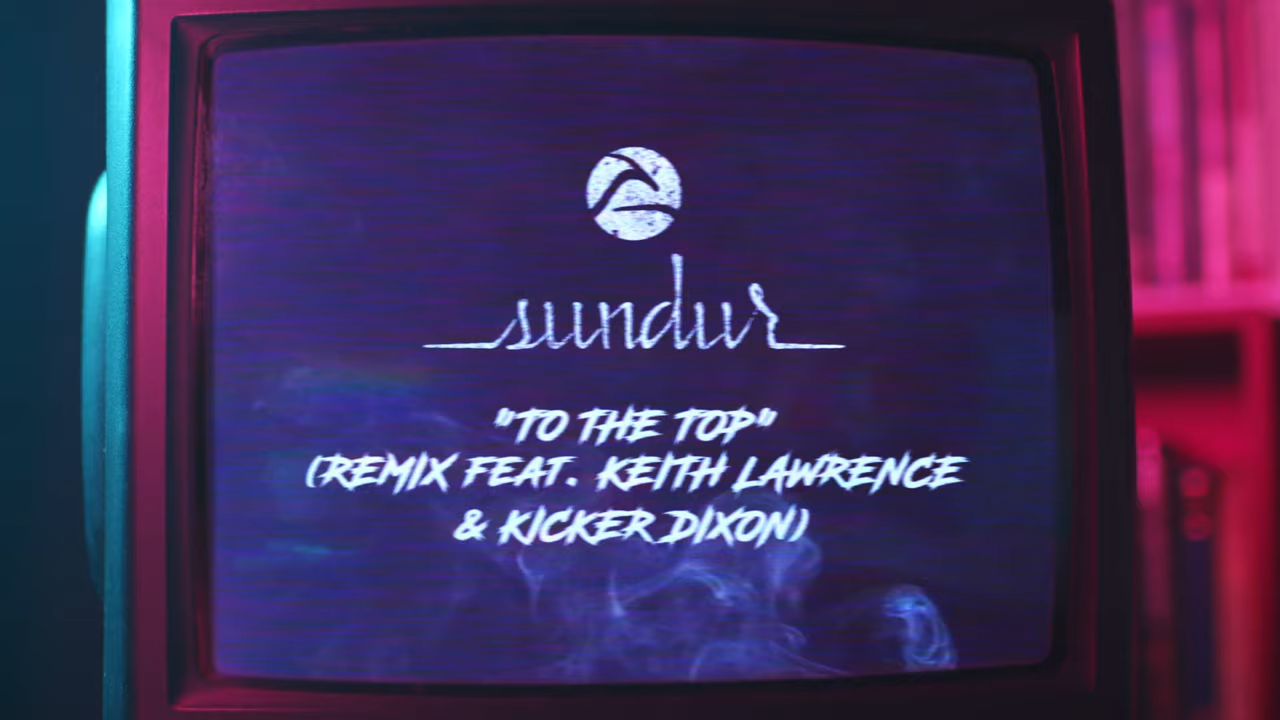 sundur
"TO THE TOP"
(REMIX FEAT. KEITH LAWRENCE
& KICKER DIXON)